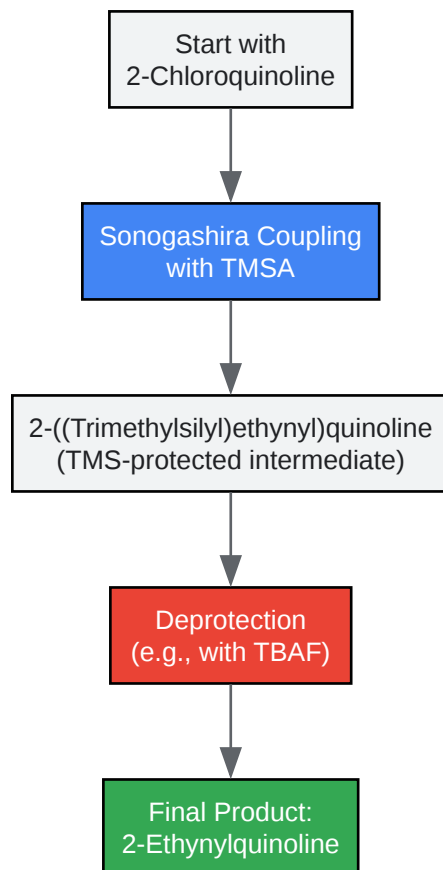 Start with
2-Chloroquinoline
Sonogashira Coupling
with TMSA
2-((Trimethylsilyl)ethynyl)quinoline
(TMS-protected intermediate)
Deprotection
(e.g., with TBAF)
Final Product:
2-Ethynylquinoline